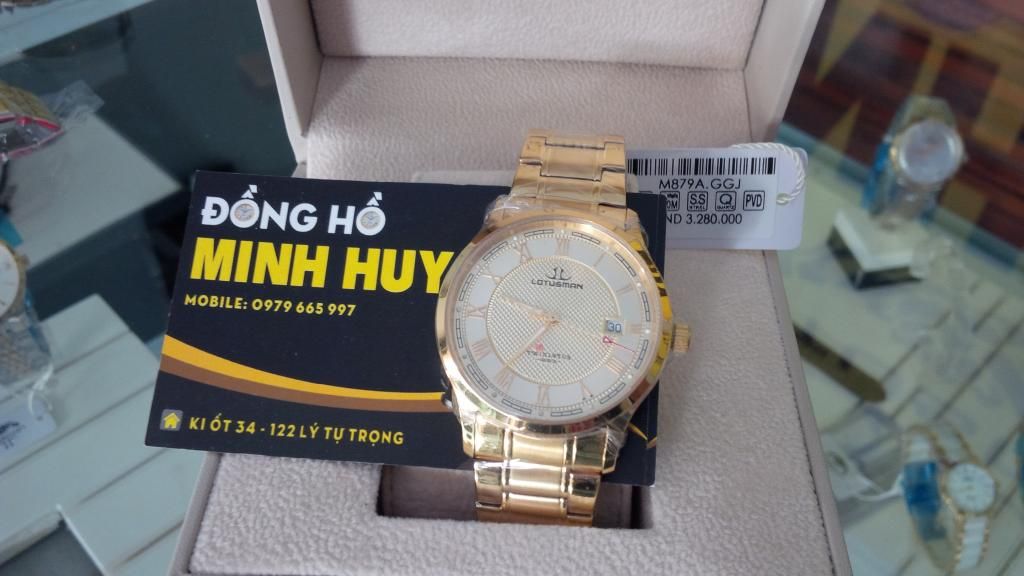 ĐỒNG HỒ
MINH HUY
MOBILE: 0979 665 997
KI ỐT 34 - 122 LÝ TỰ TRỌNG
LOTUSMAN
30
M879A.GGJ
S.S
Q
QUARTZ
PVD
ND 3.280.000